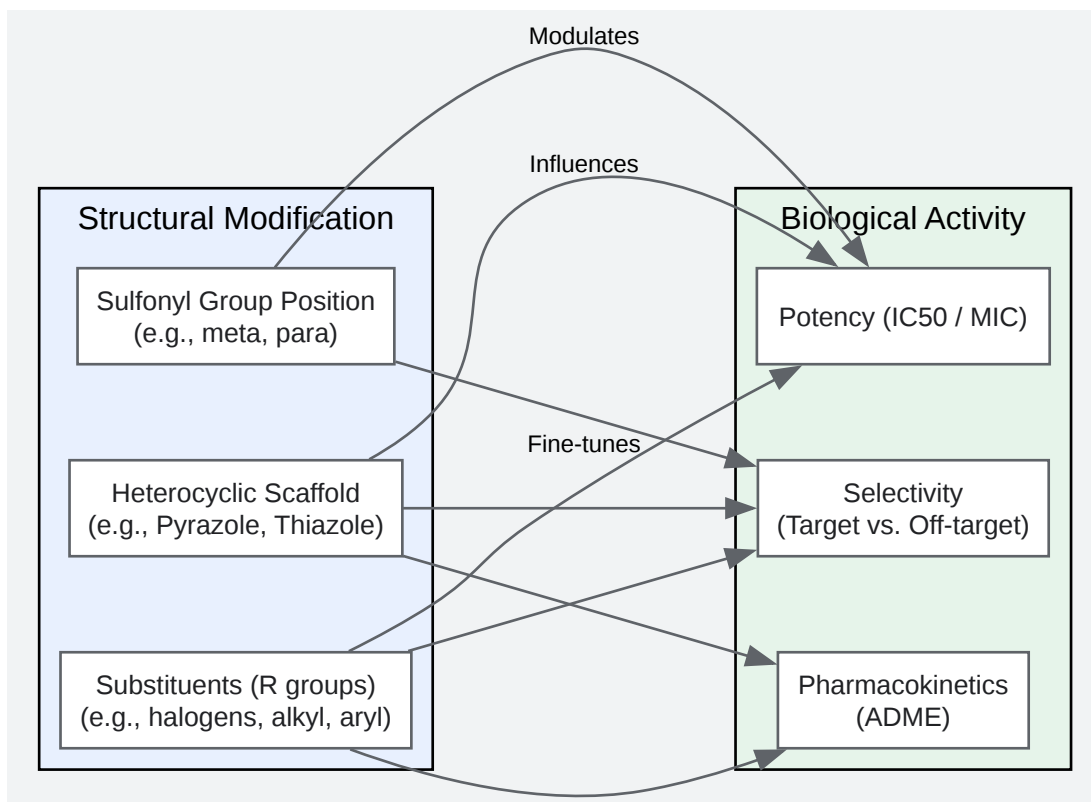 Modulates
Influences
Structural Modification
Biological Activity
Sulfonyl Group Position
(e.g., meta, para)
Potency (IC50 / MIC)
Fine-tunes
Heterocyclic Scaffold
(e.g., Pyrazole, Thiazole)
Selectivity
(Target vs. Off-target)
Substituents (R groups)
(e.g., halogens, alkyl, aryl)
Pharmacokinetics
(ADME)